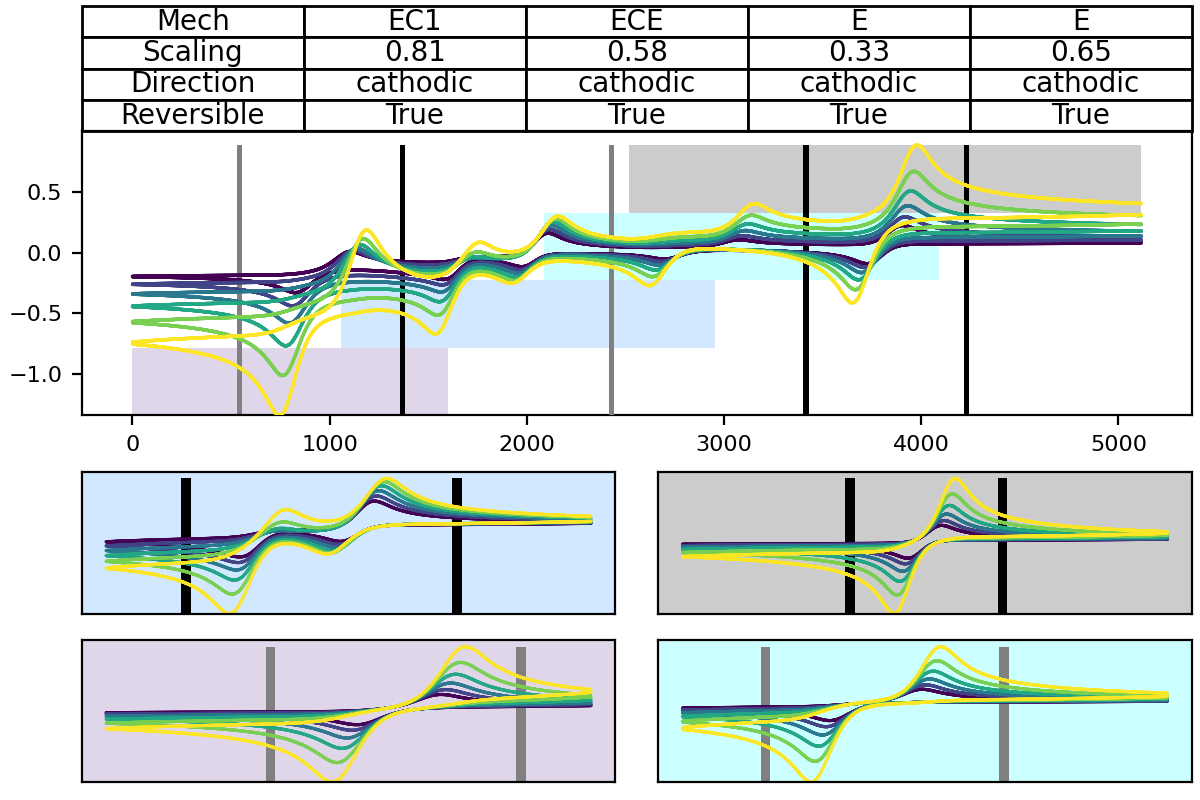 Mech EC1 ECE E E
Scaling 0.81 0.58 0.33 0.65
Direction cathodic cathodic cathodic cathodic
Reversible True True True True
0.5
0.0
−0.5
−1.0
0 1000 2000 3000 4000 5000